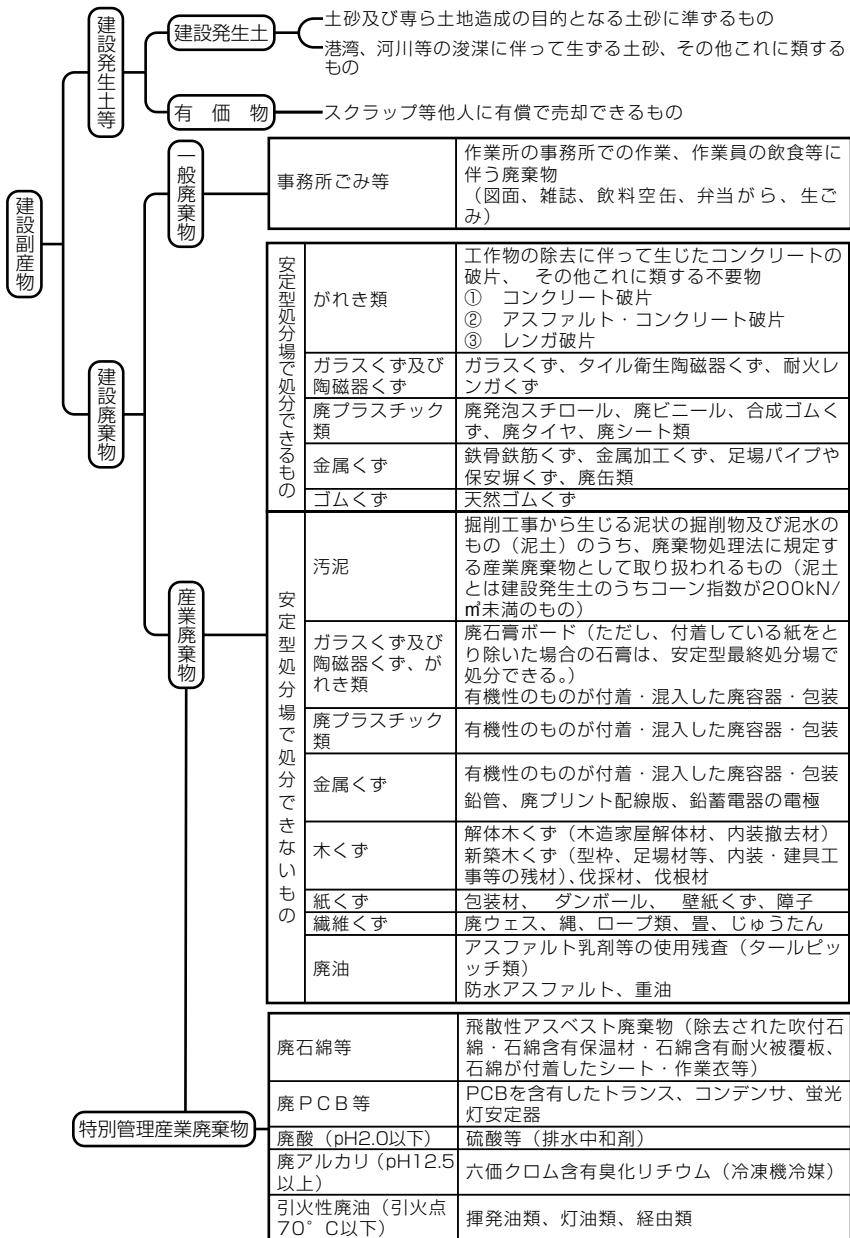 建設副産物
建設発生土等
建設発生土
土砂及び専ら土地造成の目的となる土砂に準ずるもの
港湾、河川等の浚渫に伴って生ずる土砂、その他これに類する
もの
有価物
スクラップ等他人に有償で売却できるもの
建設廃棄物
一般廃棄物
事務所ごみ等
作業所の事務所での作業、作業員の飲食等に
伴う廃棄物
（図面、雑誌、飲料空缶、弁当がら、生ご
み）
産業廃棄物
安定型処分場で処分できるもの
がれき類
工作物の除去に伴って生じたコンクリートの
破片、 その他これに類する不要物
① コンクリート破片
② アスファルト・コンクリート破片
③ レンガ破片
ガラスくず及び
陶磁器くず
ガラスくず、タイル衛生陶磁器くず、耐火レ
ンガくず
廃プラスチック
類
廃発泡スチロール、廃ビニール、合成ゴムく
ず、廃タイヤ、廃シート類
金属くず
鉄骨鉄筋くず、金属加工くず、足場パイプや
保安塀くず、廃缶類
ゴムくず
天然ゴムくず
安定型処分場で処分できないもの
汚泥
掘削工事から生じる泥状の掘削物及び泥水の
もの（泥土）のうち、廃棄物処理法に規定す
る産業廃棄物として取り扱われるもの（泥土
とは建設発生土のうちコーン指数が200kN/
㎡未満のもの）
ガラスくず及び
陶磁器くず、が
れき類
廃石膏ボード（ただし、付着している紙をと
り除いた場合の石膏は、安定型最終処分場で
処分できる。）
有機性のものが付着・混入した廃容器・包装
廃プラスチック
類
有機性のものが付着・混入した廃容器・包装
金属くず
有機性のものが付着・混入した廃容器・包装
鉛管、廃プリント配線版、鉛蓄電器の電極
木くず
解体木くず（木造家屋解体材、内装撤去材）
新築木くず（型枠、足場材等、内装・建具工
事等の残材）、伐採材、伐根材
紙くず
包装材、 ダンボール、 壁紙くず、障子
繊維くず
廃ウェス、縄、ロープ類、畳、じゅうたん
廃油
アスファルト乳剤等の使用残査（タールピッ
ッチ類）
防水アスファルト、重油
特別管理産業廃棄物
廃石綿等
飛散性アスベスト廃棄物（除去された吹付石
綿・石綿含有保温材・石綿含有耐火被覆板、
石綿が付着したシート・作業衣等）
廃ＰＣＢ等
PCBを含有したトランス、コンデンサ、蛍光
灯安定器
廃酸（pH2.0以下）
硫酸等（排水中和剤）
廃アルカリ（pH12.5
以上）
六価クロム含有臭化リチウム（冷凍機冷媒）
引火性廃油（引火点
70°C以下）
揮発油類、灯油類、経由類